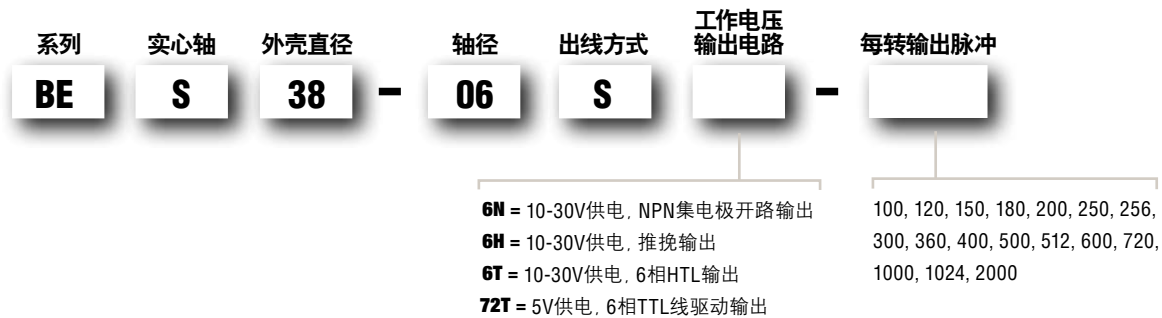 系列 实心轴 外壳直径 轴径 出线方式 工作电压 每转输出脉冲
输出电路
BE S 38 - 06 S -
6N = 10-30V供电, NPN集电极开路输出
6H = 10-30V供电, 推挽输出
6T = 10-30V供电, 6相HTL输出
72T = 5V供电, 6相TTL线驱动输出
100, 120, 150, 180, 200, 250, 256,
300, 360, 400, 500, 512, 600, 720,
1000, 1024, 2000